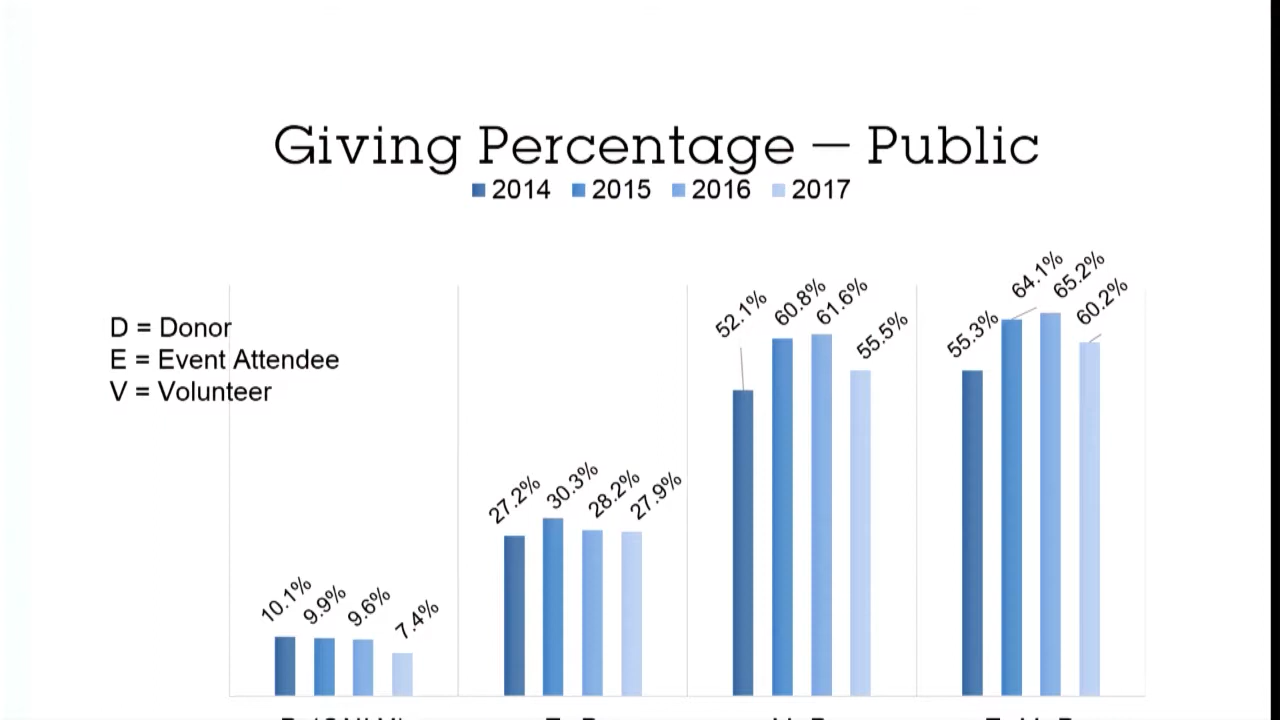 Giving Percentage – Public
2014 2015 2016 2017
D = Donor
E = Event Attendee
V = Volunteer
10.1% 9.9% 9.6% 7.4%
27.2% 30.3% 28.2% 27.9%
52.1% 60.8% 61.6% 55.5%
55.3% 64.1% 65.2% 60.2%